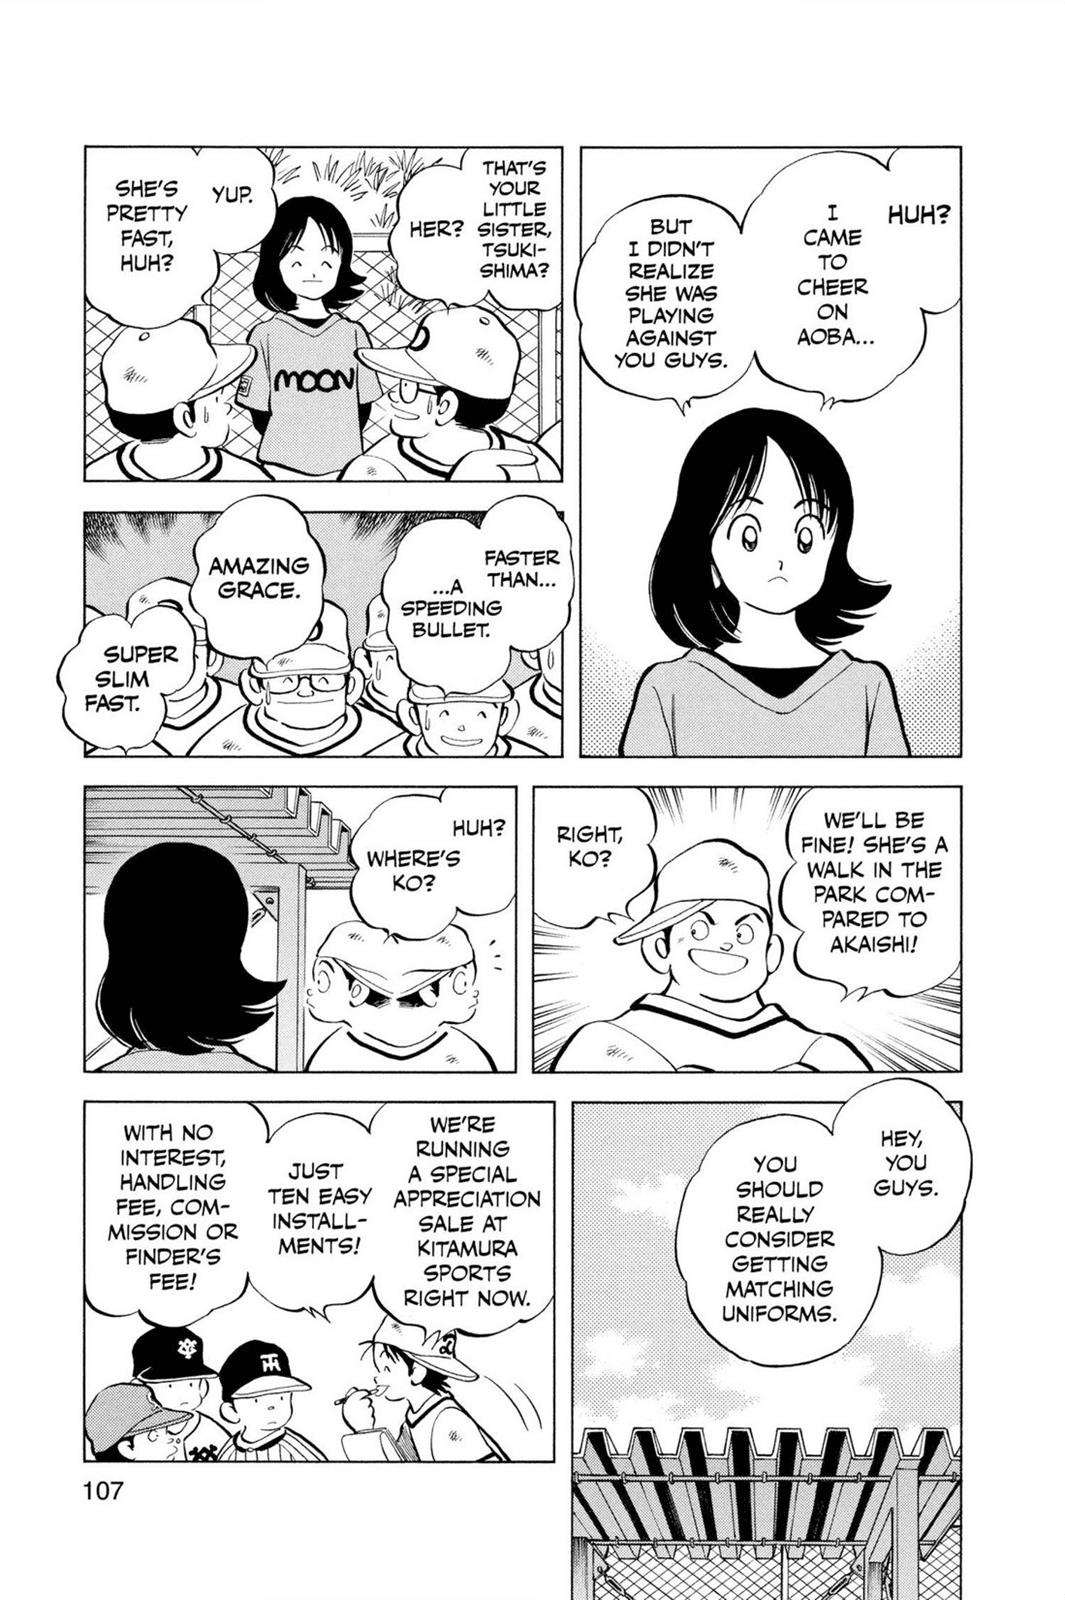 HUH?
I
CAME
TO
CHEER
ON
AOBA...
BUT
I DIDN'T
REALIZE
SHE WAS
PLAYING
AGAINST
YOU GUYS.
THAT'S
YOUR
LITTLE
SISTER,
TSUKI-
SHIMA?
HER?
MOON
YUP.
SHE'S
PRETTY
FAST,
HUH?
FASTER
THAN...
...A
SPEEDING
BULLET.
AMAZING
GRACE.
SUPER
SLIM
FAST.
WE'LL BE
FINE! SHE'S A
WALK IN THE
PARK COM-
PARED TO
AKAISHI!
RIGHT,
KO?
HUH?
WHERE'S
KO?
HEY,
YOU
GUYS.
YOU
SHOULD
REALLY
CONSIDER
GETTING
MATCHING
UNIFORMS.
WE'RE
RUNNING
A SPECIAL
APPRECIATION
SALE AT
KITAMURA
SPORTS
RIGHT NOW.
JUST
TEN EASY
INSTALL-
MENTS!
WITH NO
INTEREST,
HANDLING
FEE, COM-
MISSION OR
FINDER'S
FEE!
107